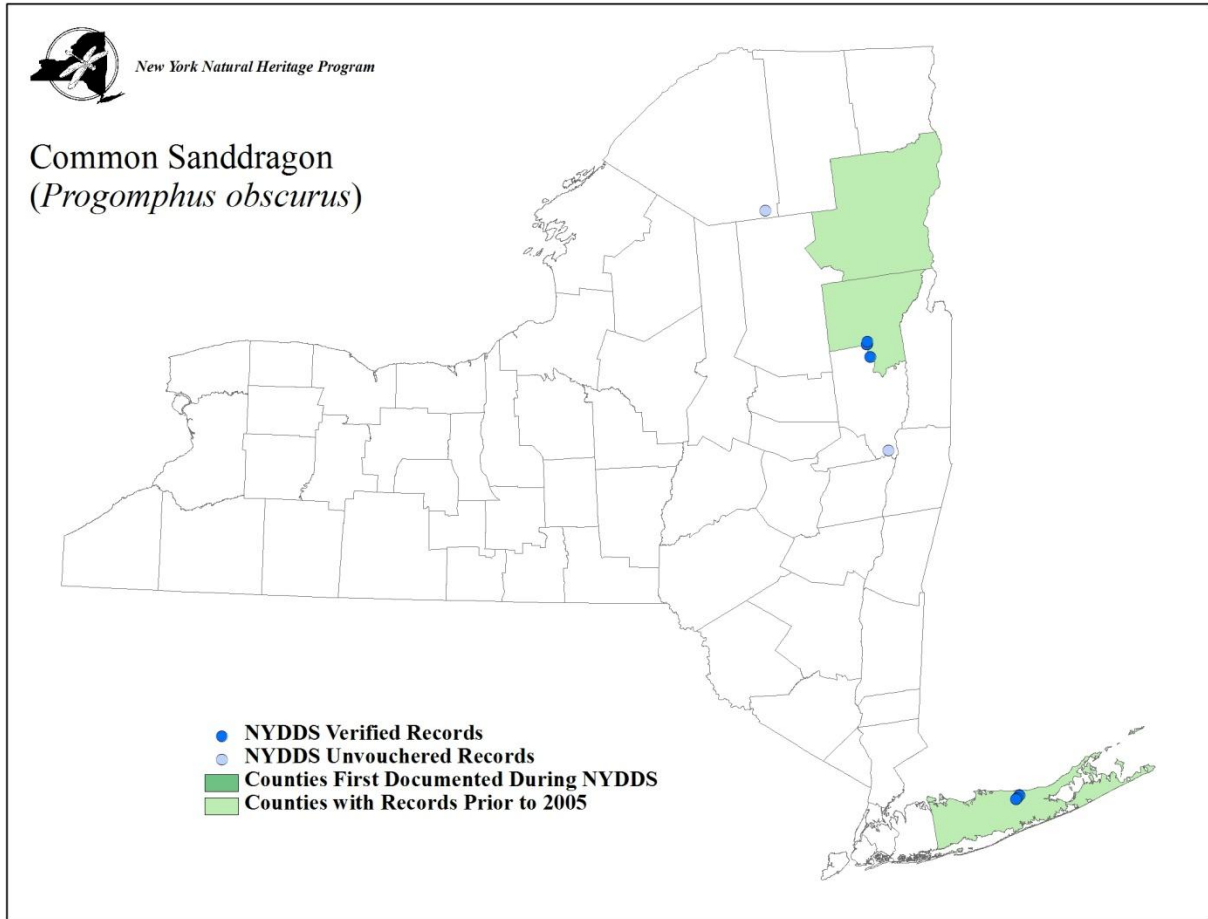 New York Natural Heritage Program
Common Sanddragon
(Progomphus obscurus)
NYDDS Verified Records
NYDDS Unvouchered Records
Counties First Documented During NYDDS
Counties with Records Prior to 2005